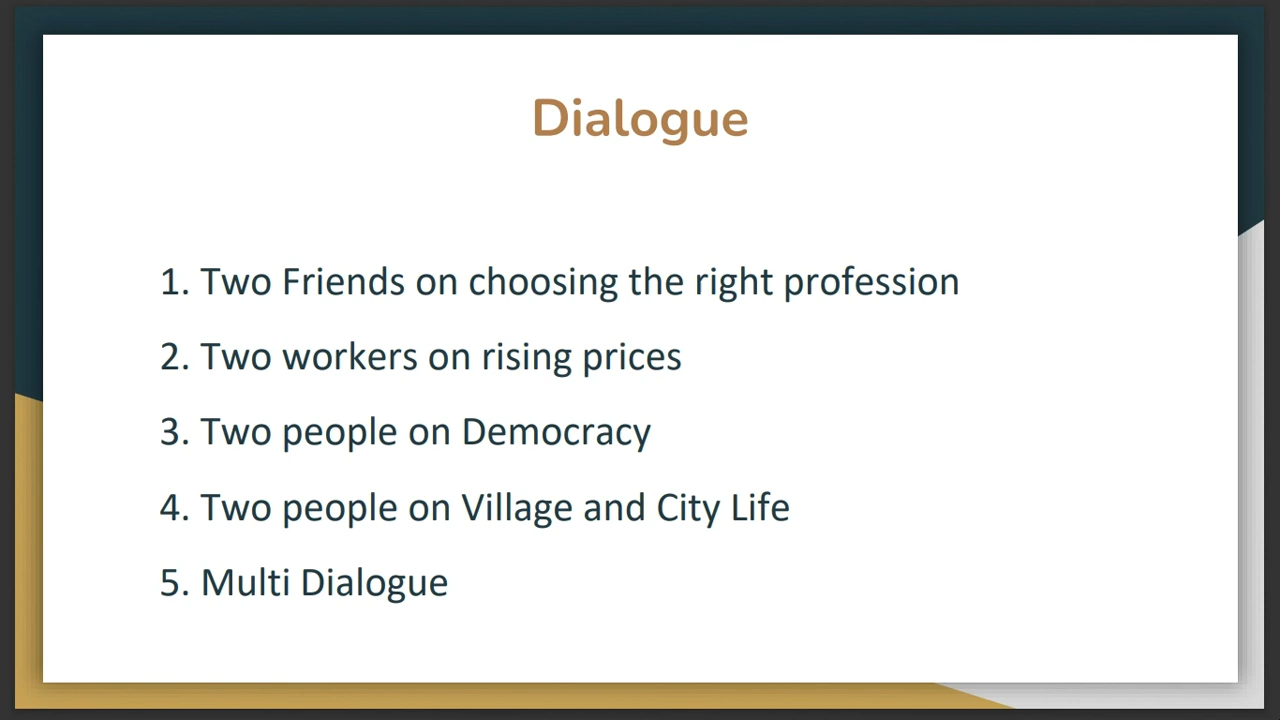 Dialogue
1. Two Friends on choosing the right profession
2. Two workers on rising prices
3. Two people on Democracy
4. Two people on Village and City Life
5. Multi Dialogue